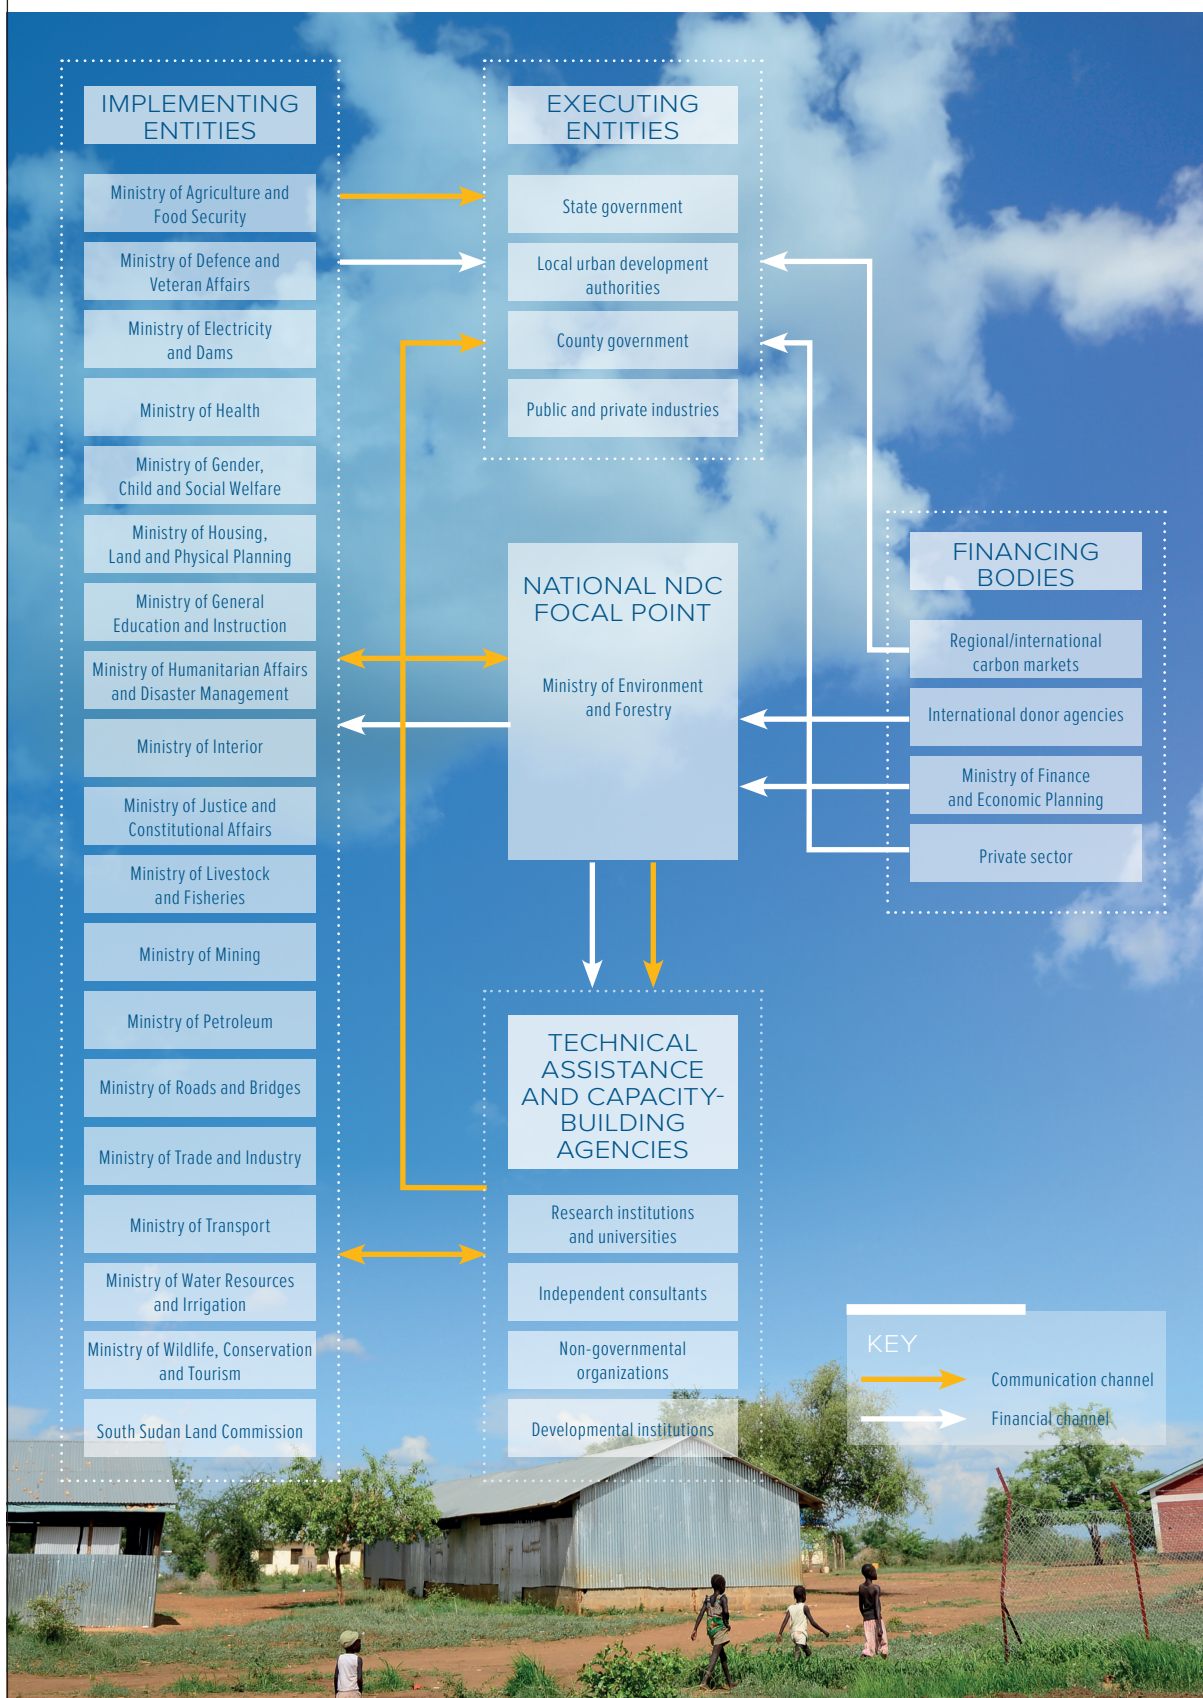 IMPLEMENTING
ENTITIES
Ministry of Agriculture and
Food Security
Ministry of Defence and
Veteran Affairs
Ministry of Electricity
and Dams
Ministry of Health
Ministry of Gender,
Child and Social Welfare
Ministry of Housing,
Land and Physical Planning
Ministry of General
Education and Instruction
Ministry of Humanitarian Affairs
and Disaster Management
Ministry of Interior
Ministry of Justice and
Constitutional Affairs
Ministry of Livestock
and Fisheries
Ministry of Mining
Ministry of Petroleum
Ministry of Roads and Bridges
Ministry of Trade and Industry
Ministry of Transport
Ministry of Water Resources
and Irrigation
Ministry of Wildlife, Conservation
and Tourism
South Sudan Land Commission
EXECUTING
ENTITIES
State government
Local urban development
authorities
County government
Public and private industries
NATIONAL NDC
FOCAL POINT
Ministry of Environment
and Forestry
TECHNICAL
ASSISTANCE
AND CAPACITY-
BUILDING
AGENCIES
Research institutions
and universities
Independent consultants
Non-governmental
organizations
Developmental institutions
FINANCING
BODIES
Regional/international
carbon markets
International donor agencies
Ministry of Finance
and Economic Planning
Private sector
KEY
Communication channel
Financial channel